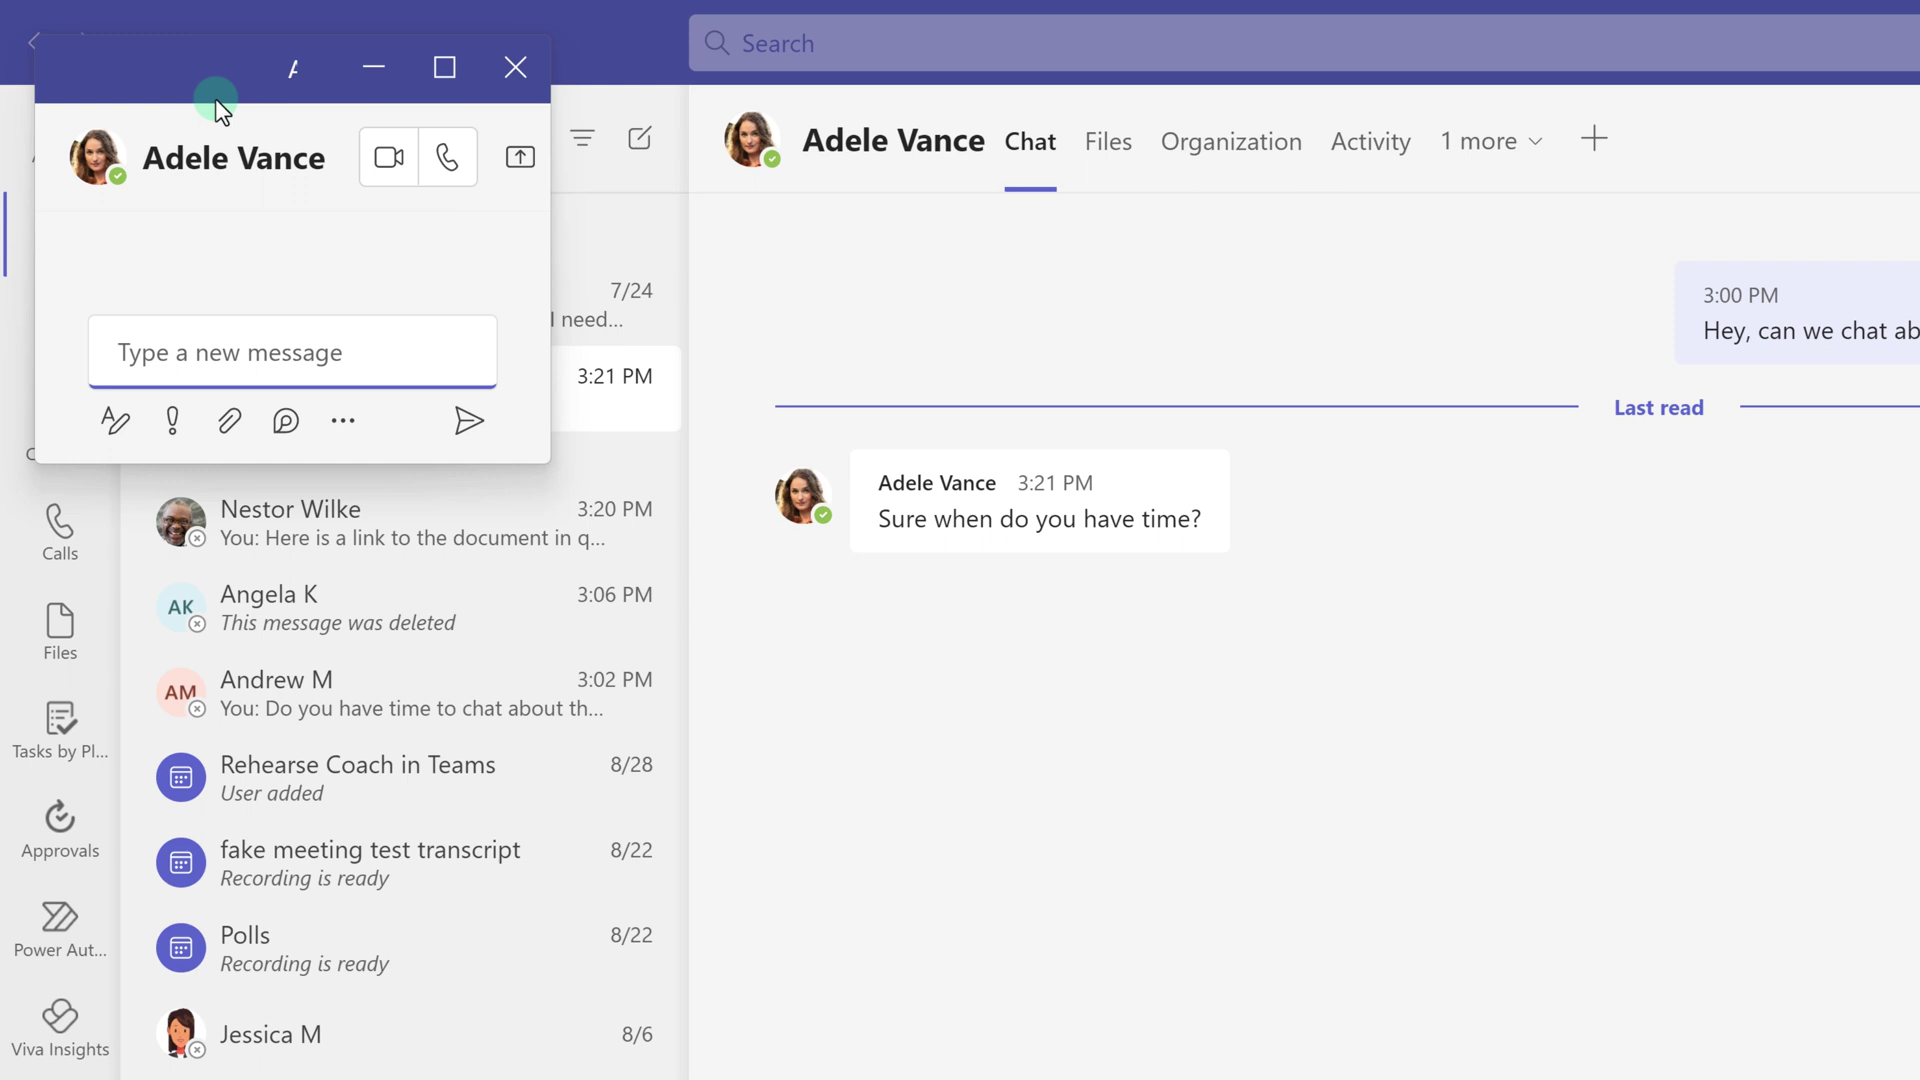 Search
Adele Vance
Type a new message
7/24
I need...
3:21 PM
Nestor Wilke
3:20 PM
You: Here is a link to the document in q...
AK
Angela K
3:06 PM
This message was deleted
AM
Andrew M
3:02 PM
You: Do you have time to chat about th...
Rehearse Coach in Teams
8/28
User added
fake meeting test transcript
8/22
Recording is ready
Polls
8/22
Recording is ready
Jessica M
8/6
Calls
Files
Tasks by Pl...
Approvals
Power Aut...
Viva Insights
Adele Vance
Chat
Files
Organization
Activity
1 more
3:00 PM
Hey, can we chat ab
Last read
Adele Vance 3:21 PM
Sure when do you have time?